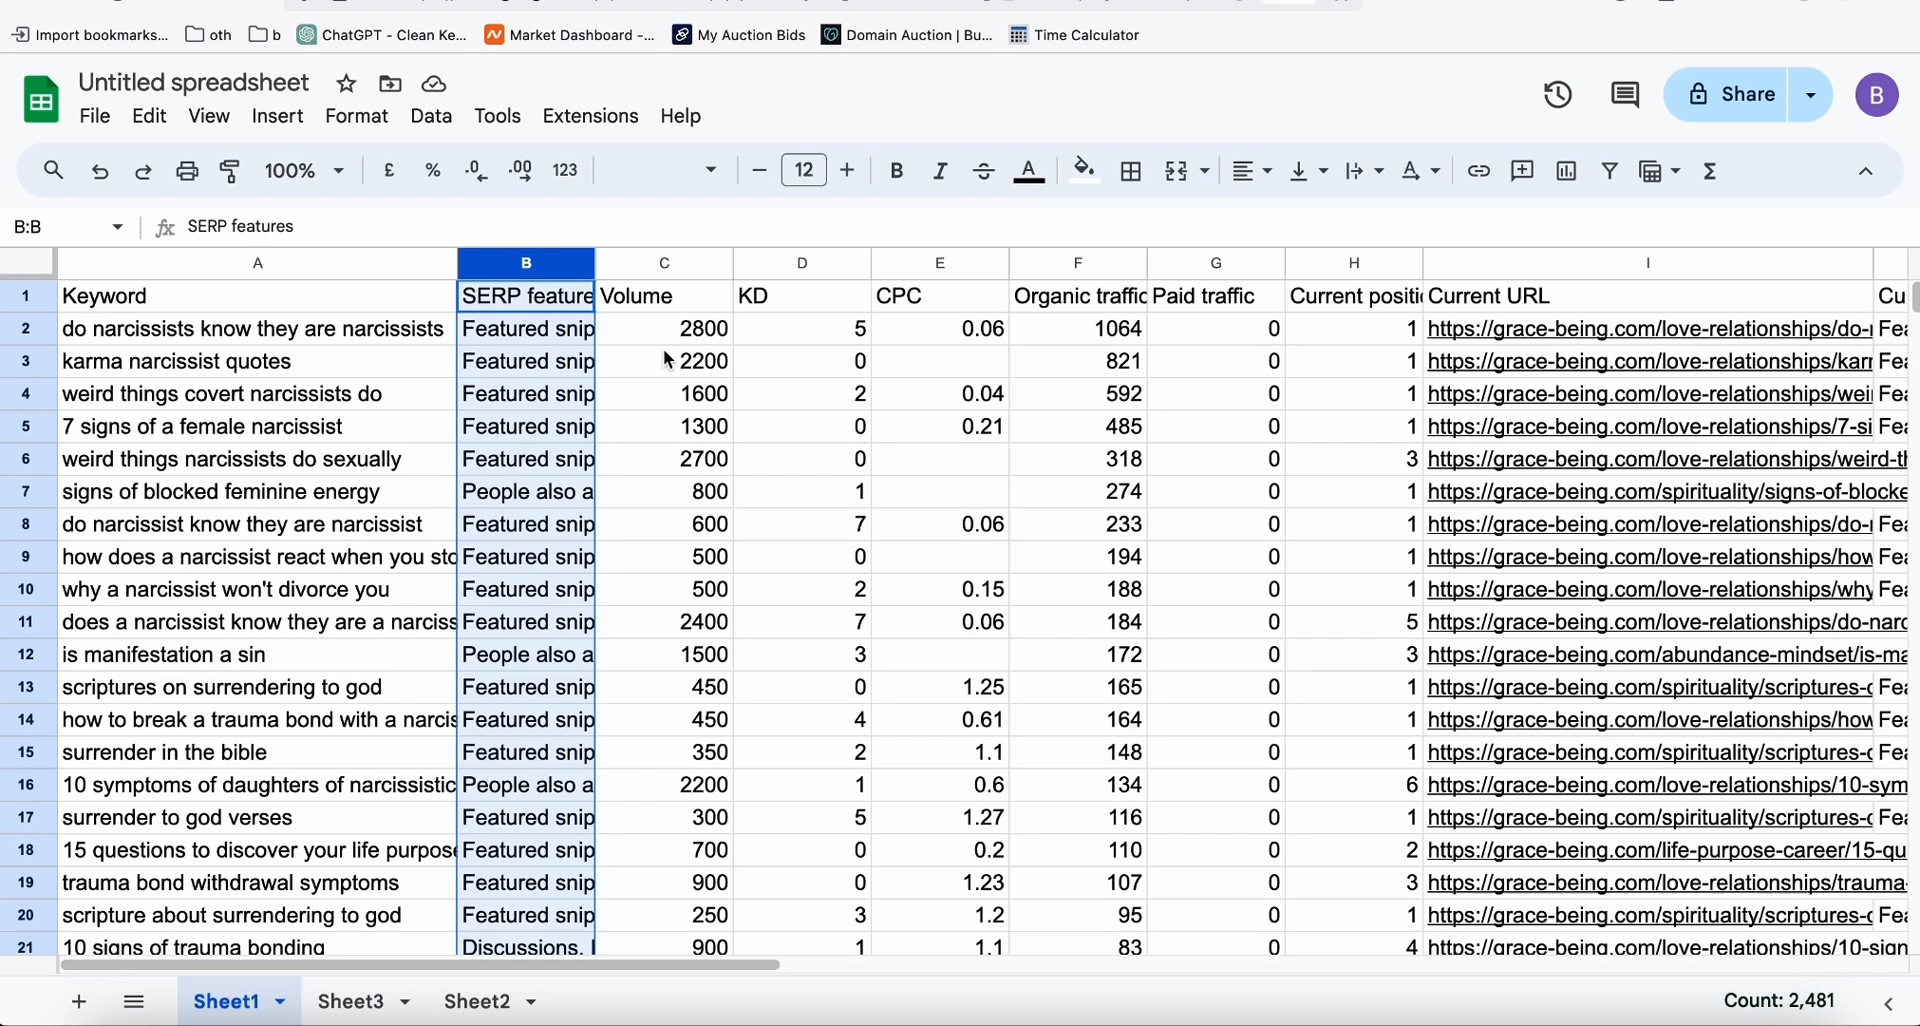 Import bookmarks... oth b ChatGPT - Clean Ke... Market Dashboard -... My Auction Bids Domain Auction | Bu... Time Calculator
Untitled spreadsheet
File Edit View Insert Format Data Tools Extensions Help
Share B
100% £ % .0 .00 123 12 B I A Σ
B:B fx SERP features
A B C D E F G H I
1 Keyword SERP feature Volume KD CPC Organic traffic Paid traffic Current positi Current URL Cu
2 do narcissists know they are narcissists Featured snip 2800 5 0.06 1064 0 1 https://grace-being.com/love-relationships/do- Fea
3 karma narcissist quotes Featured snip 2200 0 821 0 1 https://grace-being.com/love-relationships/karr Fea
4 weird things covert narcissists do Featured snip 1600 2 0.04 592 0 1 https://grace-being.com/love-relationships/wei Fea
5 7 signs of a female narcissist Featured snip 1300 0 0.21 485 0 1 https://grace-being.com/love-relationships/7-si Fea
6 weird things narcissists do sexually Featured snip 2700 0 318 0 3 https://grace-being.com/love-relationships/weird-th
7 signs of blocked feminine energy People also a 800 1 274 0 1 https://grace-being.com/spirituality/signs-of-blocke
8 do narcissist know they are narcissist Featured snip 600 7 0.06 233 0 1 https://grace-being.com/love-relationships/do- Fea
9 how does a narcissist react when you sto Featured snip 500 0 194 0 1 https://grace-being.com/love-relationships/how Fea
10 why a narcissist won't divorce you Featured snip 500 2 0.15 188 0 1 https://grace-being.com/love-relationships/why Fea
11 does a narcissist know they are a narciss Featured snip 2400 7 0.06 184 0 5 https://grace-being.com/love-relationships/do-narc
12 is manifestation a sin People also a 1500 3 172 0 3 https://grace-being.com/abundance-mindset/is-ma
13 scriptures on surrendering to god Featured snip 450 0 1.25 165 0 1 https://grace-being.com/spirituality/scriptures-c Fea
14 how to break a trauma bond with a narcis Featured snip 450 4 0.61 164 0 1 https://grace-being.com/love-relationships/how Fea
15 surrender in the bible Featured snip 350 2 1.1 148 0 1 https://grace-being.com/spirituality/scriptures-c Fea
16 10 symptoms of daughters of narcissistic People also a 2200 1 0.6 134 0 6 https://grace-being.com/love-relationships/10-sym
17 surrender to god verses Featured snip 300 5 1.27 116 0 1 https://grace-being.com/spirituality/scriptures-c Fea
18 15 questions to discover your life purpose Featured snip 700 0 0.2 110 0 2 https://grace-being.com/life-purpose-career/15-qu
19 trauma bond withdrawal symptoms Featured snip 900 0 1.23 107 0 3 https://grace-being.com/love-relationships/trauma-
20 scripture about surrendering to god Featured snip 250 3 1.2 95 0 1 https://grace-being.com/spirituality/scriptures-c Fea
21 10 signs of trauma bonding Discussions, 900 1 1.1 83 0 4 https://grace-being.com/love-relationships/10-sign
Sheet1 Sheet3 Sheet2 Count: 2,481